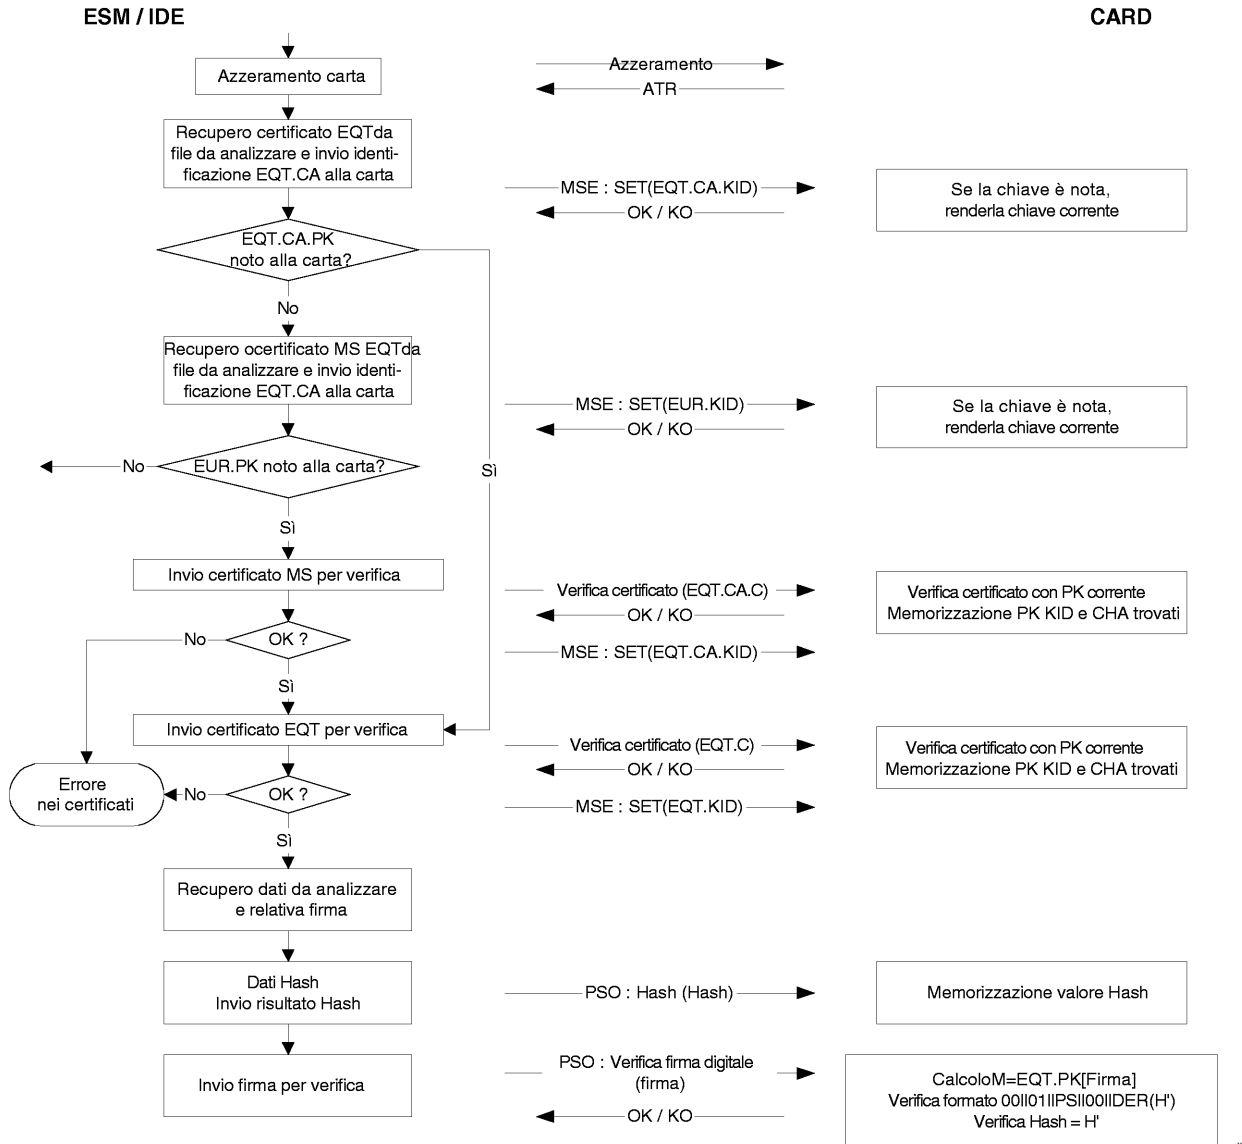 ESM / IDE
CARD
Azzeramento carta
Azzeramento
ATR
Recupero certificato EQTda
file da analizzare e invio identi-
ficazione EQT.CA alla carta
MSE : SET(EQT.CA.KID)
OK / KO
Se la chiave è nota,
renderla chiave corrente
EQT.CA.PK
noto alla carta?
No
Recupero ocertificato MS EQTda
file da analizzare e invio identi-
ficazione EQT.CA alla carta
MSE : SET(EUR.KID)
OK / KO
Se la chiave è nota,
renderla chiave corrente
No
EUR.PK noto alla carta?
Sì
Sì
Invio certificato MS per verifica
Verifica certificato (EQT.CA.C)
OK / KO
Verifica certificato con PK corrente
Memorizzazione PK KID e CHA trovati
No
OK ?
MSE : SET(EQT.CA.KID)
Sì
Invio certificato EQT per verifica
Verifica certificato (EQT.C)
OK / KO
Verifica certificato con PK corrente
Memorizzazione PK KID e CHA trovati
Errore
nei certificati
No
OK ?
MSE : SET(EQT.KID)
Sì
Recupero dati da analizzare
e relativa firma
Dati Hash
Invio risultato Hash
PSO : Hash (Hash)
Memorizzazione valore Hash
Invio firma per verifica
PSO : Verifica firma digitale
(firma)
OK / KO
CalcoloM=EQT.PK[Firma]
Verifica formato 00||01||PS||00||DER(H')
Verifica Hash = H'